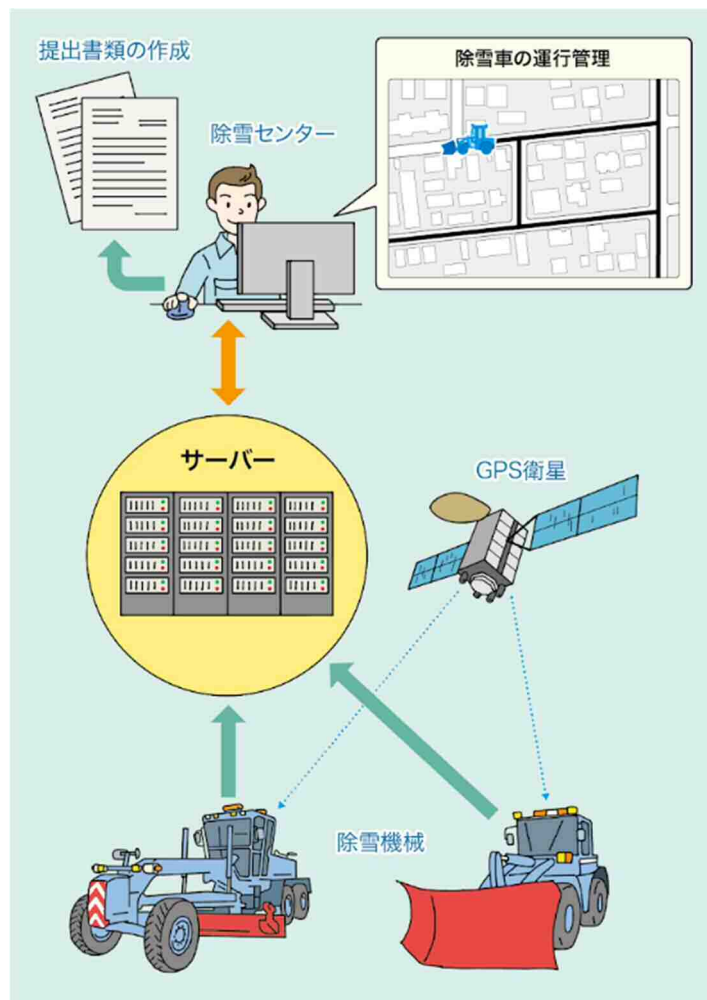 提出書類の作成
除雪車の運行管理
除雪センター
サーバー
GPS衛星
除雪機械